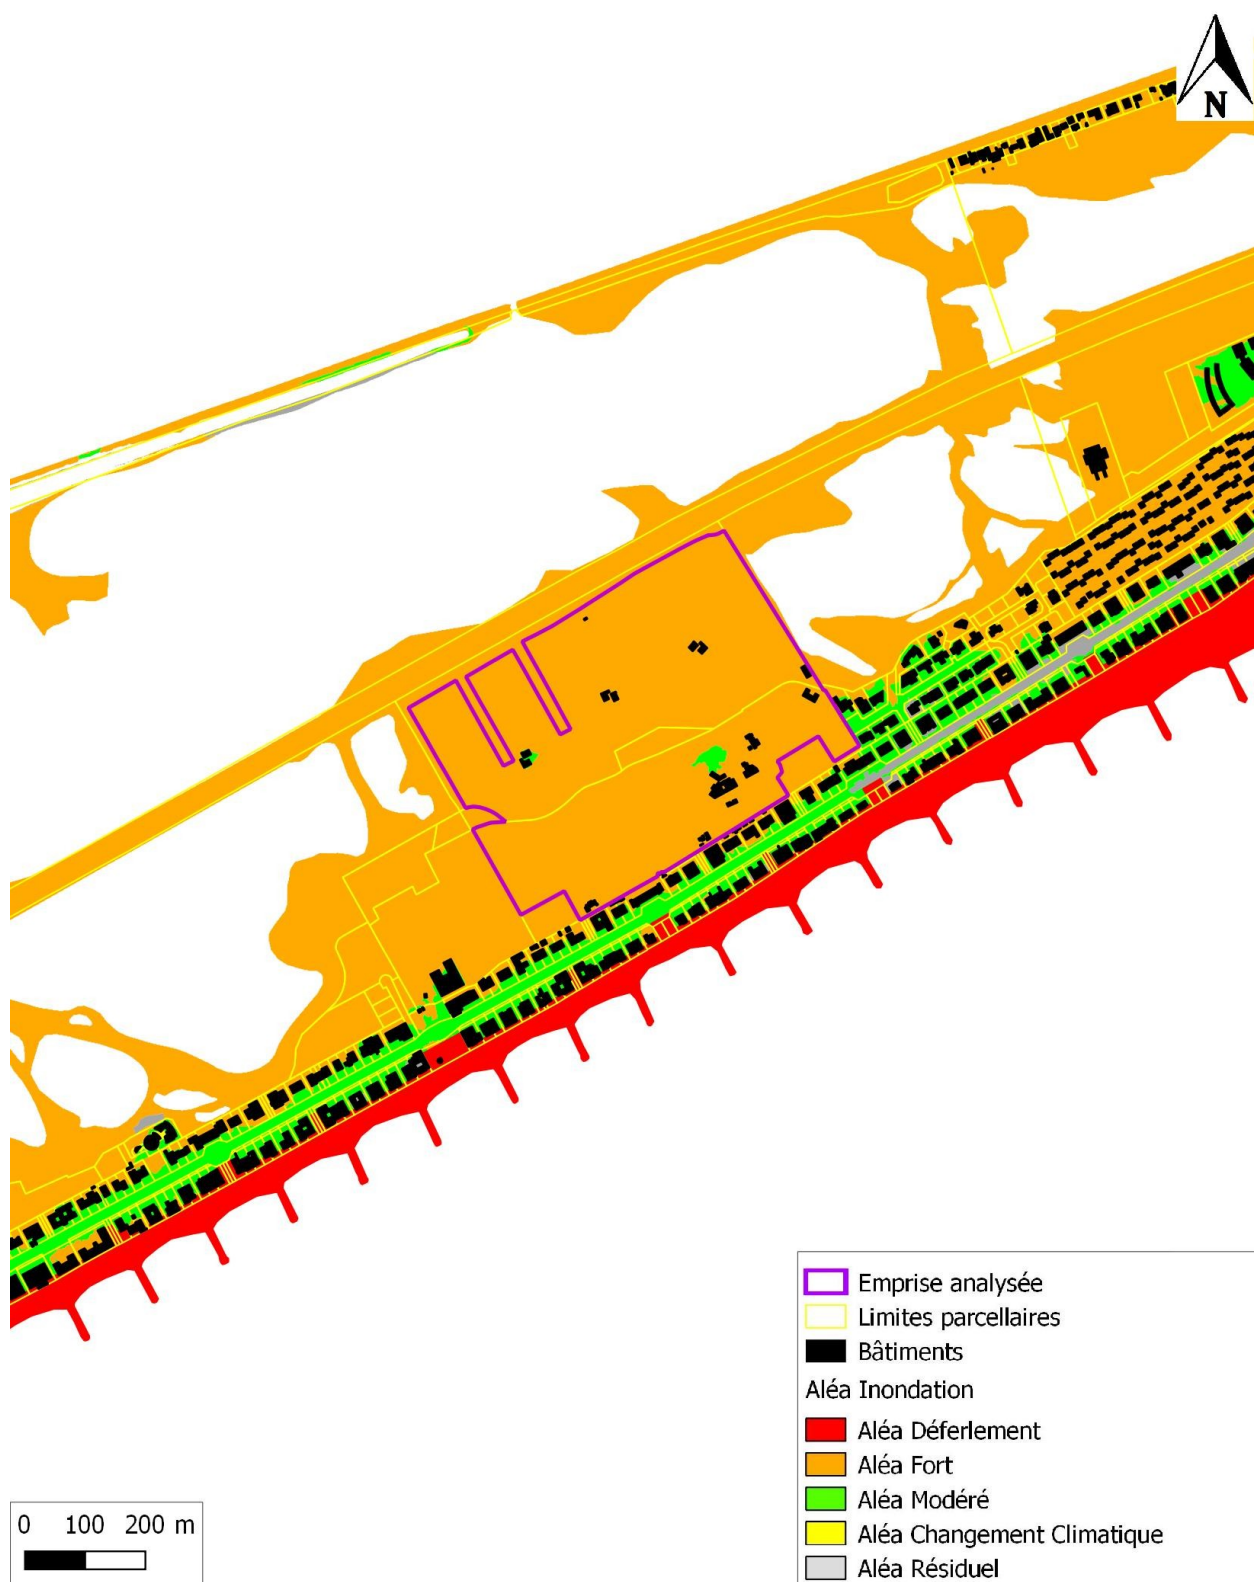 N
Emprise analysée
Limites parcellaires
Bâtiments
Aléa Inondation
Aléa Déferlement
Aléa Fort
Aléa Modéré
Aléa Changement Climatique
Aléa Résiduel
0 100 200 m